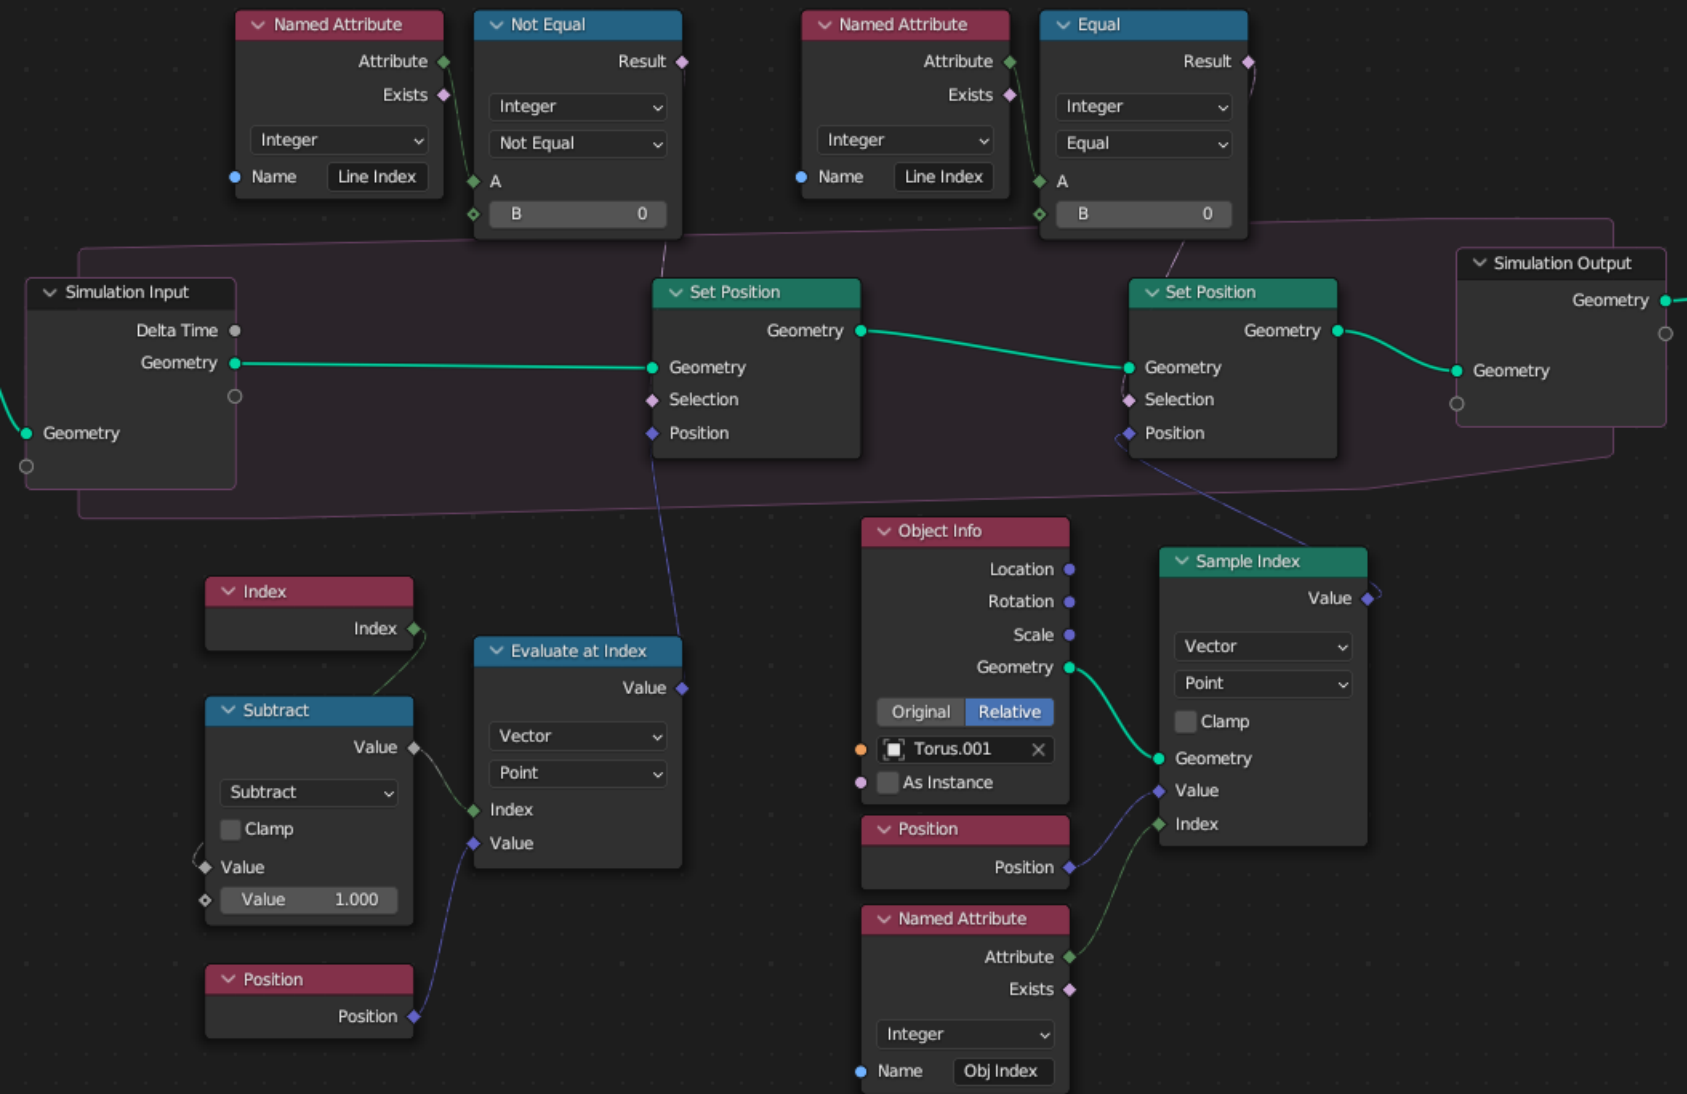 Named Attribute
Attribute
Exists
Integer
Name Line Index
Not Equal
Result
Integer
Not Equal
A
B 0
Named Attribute
Attribute
Exists
Integer
Name Line Index
Equal
Result
Integer
Equal
A
B 0
Simulation Input
Delta Time
Geometry
Geometry
Set Position
Geometry
Geometry
Selection
Position
Set Position
Geometry
Geometry
Selection
Position
Simulation Output
Geometry
Geometry
Index
Index
Subtract
Value
Subtract
Clamp
Value
Value 1.000
Position
Position
Evaluate at Index
Value
Vector
Point
Index
Value
Object Info
Location
Rotation
Scale
Geometry
Original Relative
Torus.001
As Instance
Position
Position
Named Attribute
Attribute
Exists
Integer
Name Obj Index
Sample Index
Value
Vector
Point
Clamp
Geometry
Value
Index